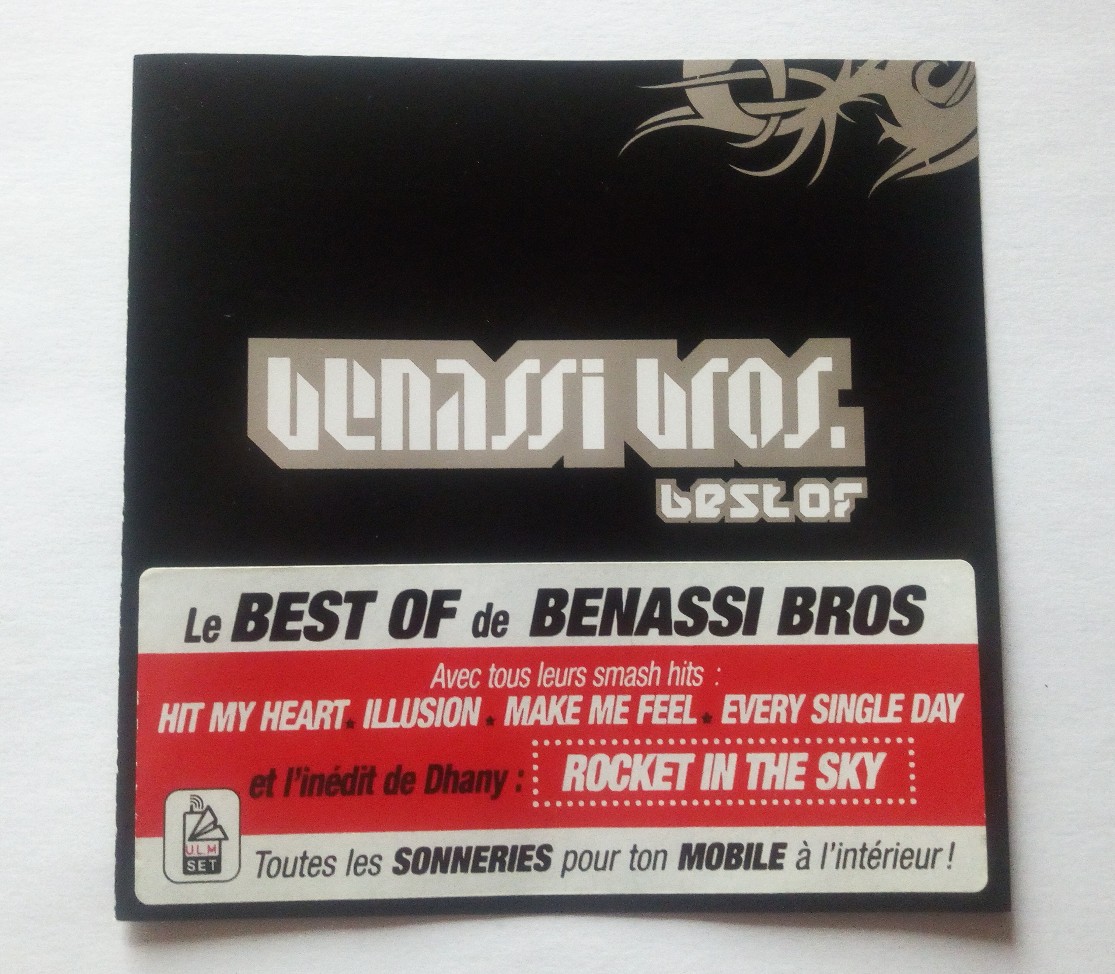 benassi bros.
best of
Le BEST OF de BENASSI BROS
Avec tous leurs smash hits :
HIT MY HEART * ILLUSION * MAKE ME FEEL * EVERY SINGLE DAY
et l'inédit de Dhany : ROCKET IN THE SKY
U.L.M
SET
Toutes les SONNERIES pour ton MOBILE à l'intérieur !